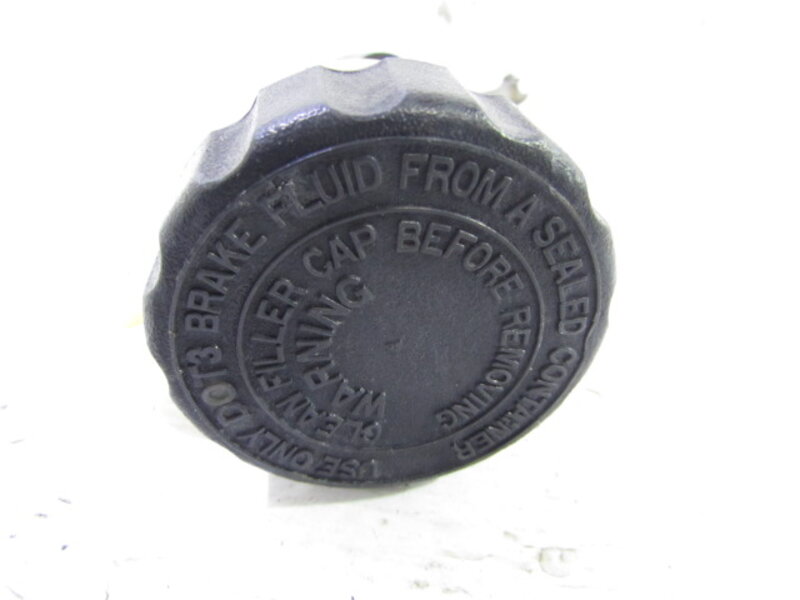 USE ONLY DOT3 BRAKE FLUID FROM A SEALED CONTAINER
CLEAN FILLER CAP BEFORE REMOVING
WARNING